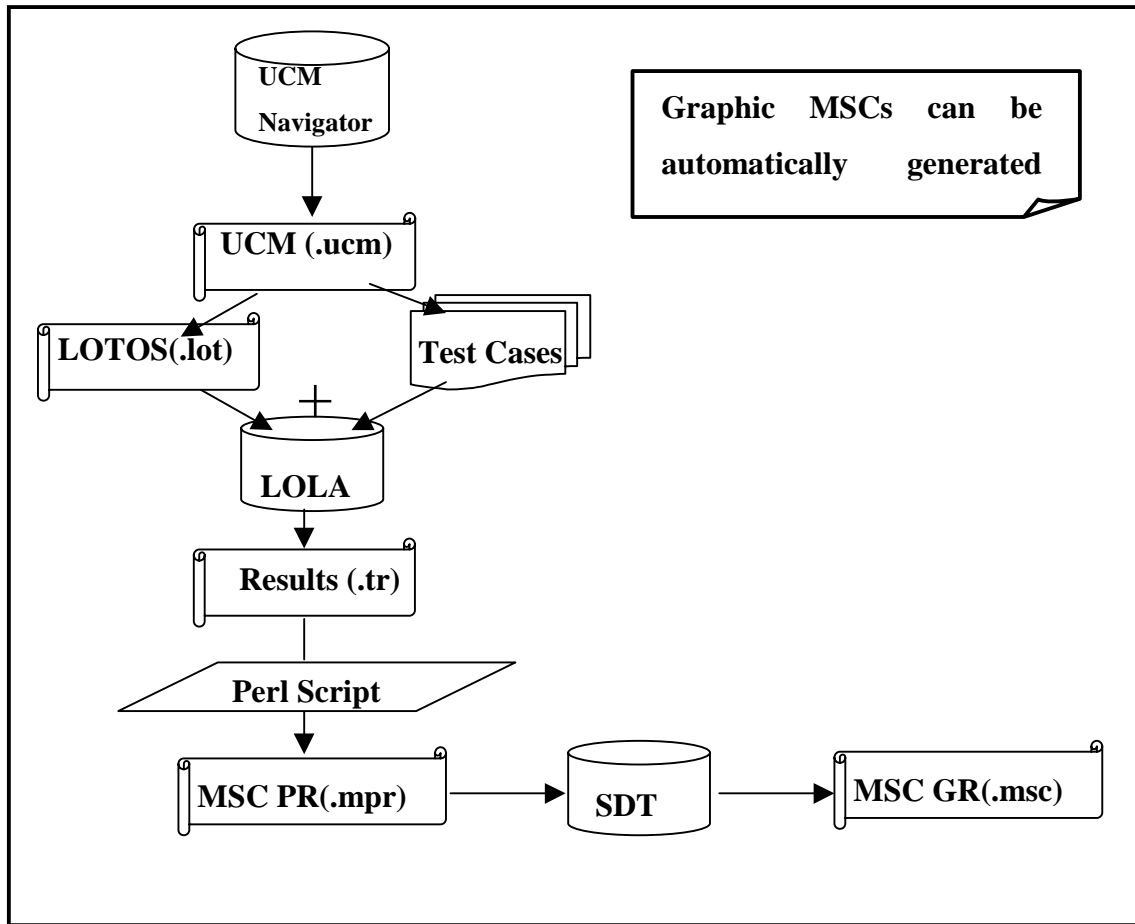 UCM
Navigator
Graphic MSCs can be
automatically generated
UCM (.ucm)
LOTOS(.lot)
Test Cases
+
LOLA
Results (.tr)
Perl Script
MSC PR(.mpr)
SDT
MSC GR(.msc)